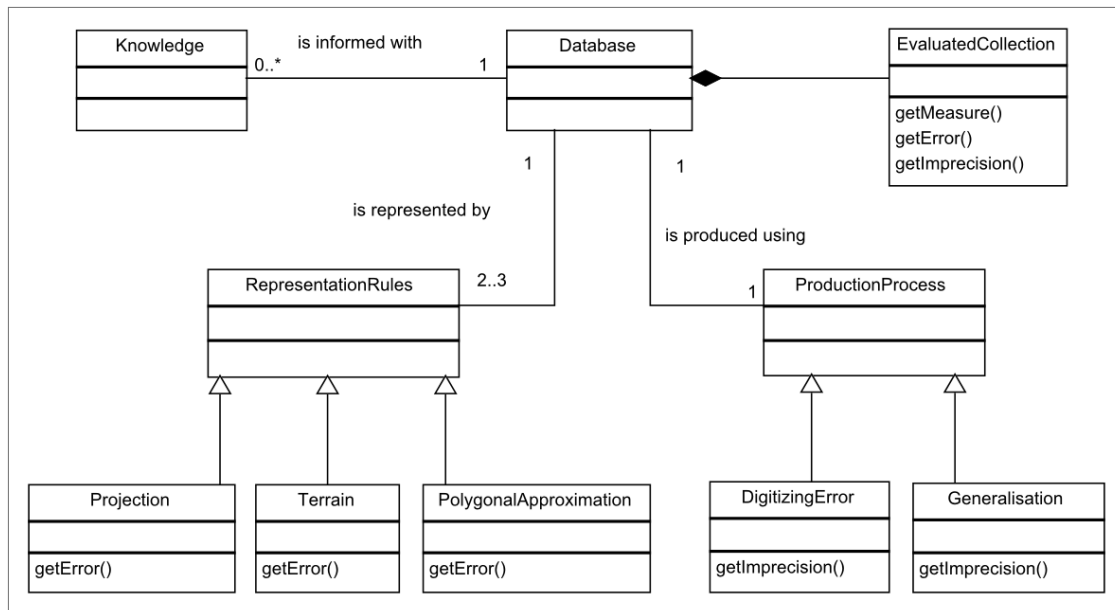 Knowledge
is informed with
0..*
1
Database
EvaluatedCollection
getMeasure()
getError()
getImprecision()
1
is represented by
2..3
1
is produced using
1
RepresentationRules
ProductionProcess
Projection
getError()
Terrain
getError()
PolygonalApproximation
getError()
DigitizingError
getImprecision()
Generalisation
getImprecision()